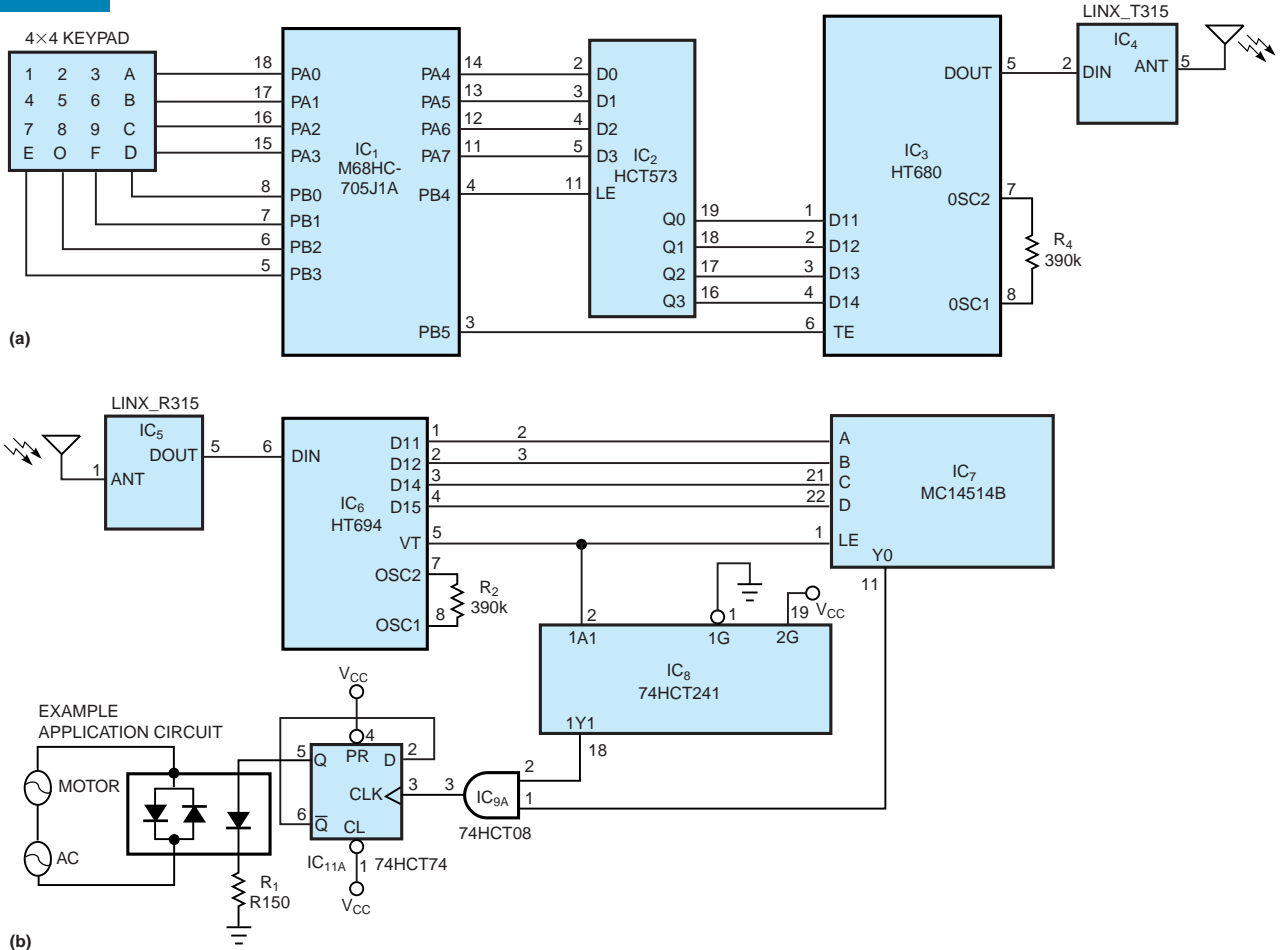 LINX_T315
4×4 KEYPAD
1 2 3 A
4 5 6 B
7 8 9 C
E O F D
18 PA0
17 PA1
16 PA2
15 PA3
8 PB0
7 PB1
6 PB2
5 PB3
IC1
M68HC-
705J1A
PA4 14
PA5 13
PA6 12
PA7 11
PB4 4
PB5 3
2 D0
3 D1
4 D2
5 D3
11 LE
IC2
HCT573
Q0 19
Q1 18
Q2 17
Q3 16
1 D11
2 D12
3 D13
4 D14
6 TE
IC3
HT680
DOUT 5
0SC2 7
0SC1 8
R4
390k
2 DIN
IC4
ANT 5
(a)
LINX_R315
IC5
DOUT 5
1 ANT
6 DIN
IC6
HT694
D11 1
D12 2
D14 3
D15 4
VT 5
OSC2 7
OSC1 8
R2
390k
2 A
3 B
21 C
22 D
1 LE
IC7
MC14514B
Y0
11
2 1 19 VCC
1A1 1G 2G
IC8
74HCT241
1Y1
18
VCC
EXAMPLE
APPLICATION CIRCUIT
MOTOR
AC
5 Q PR 4 D 2
CLK 3
6 Q̅
CL
1
IC11A 74HCT74
VCC
3 IC9A 2
1
74HCT08
R1
R150
(b)